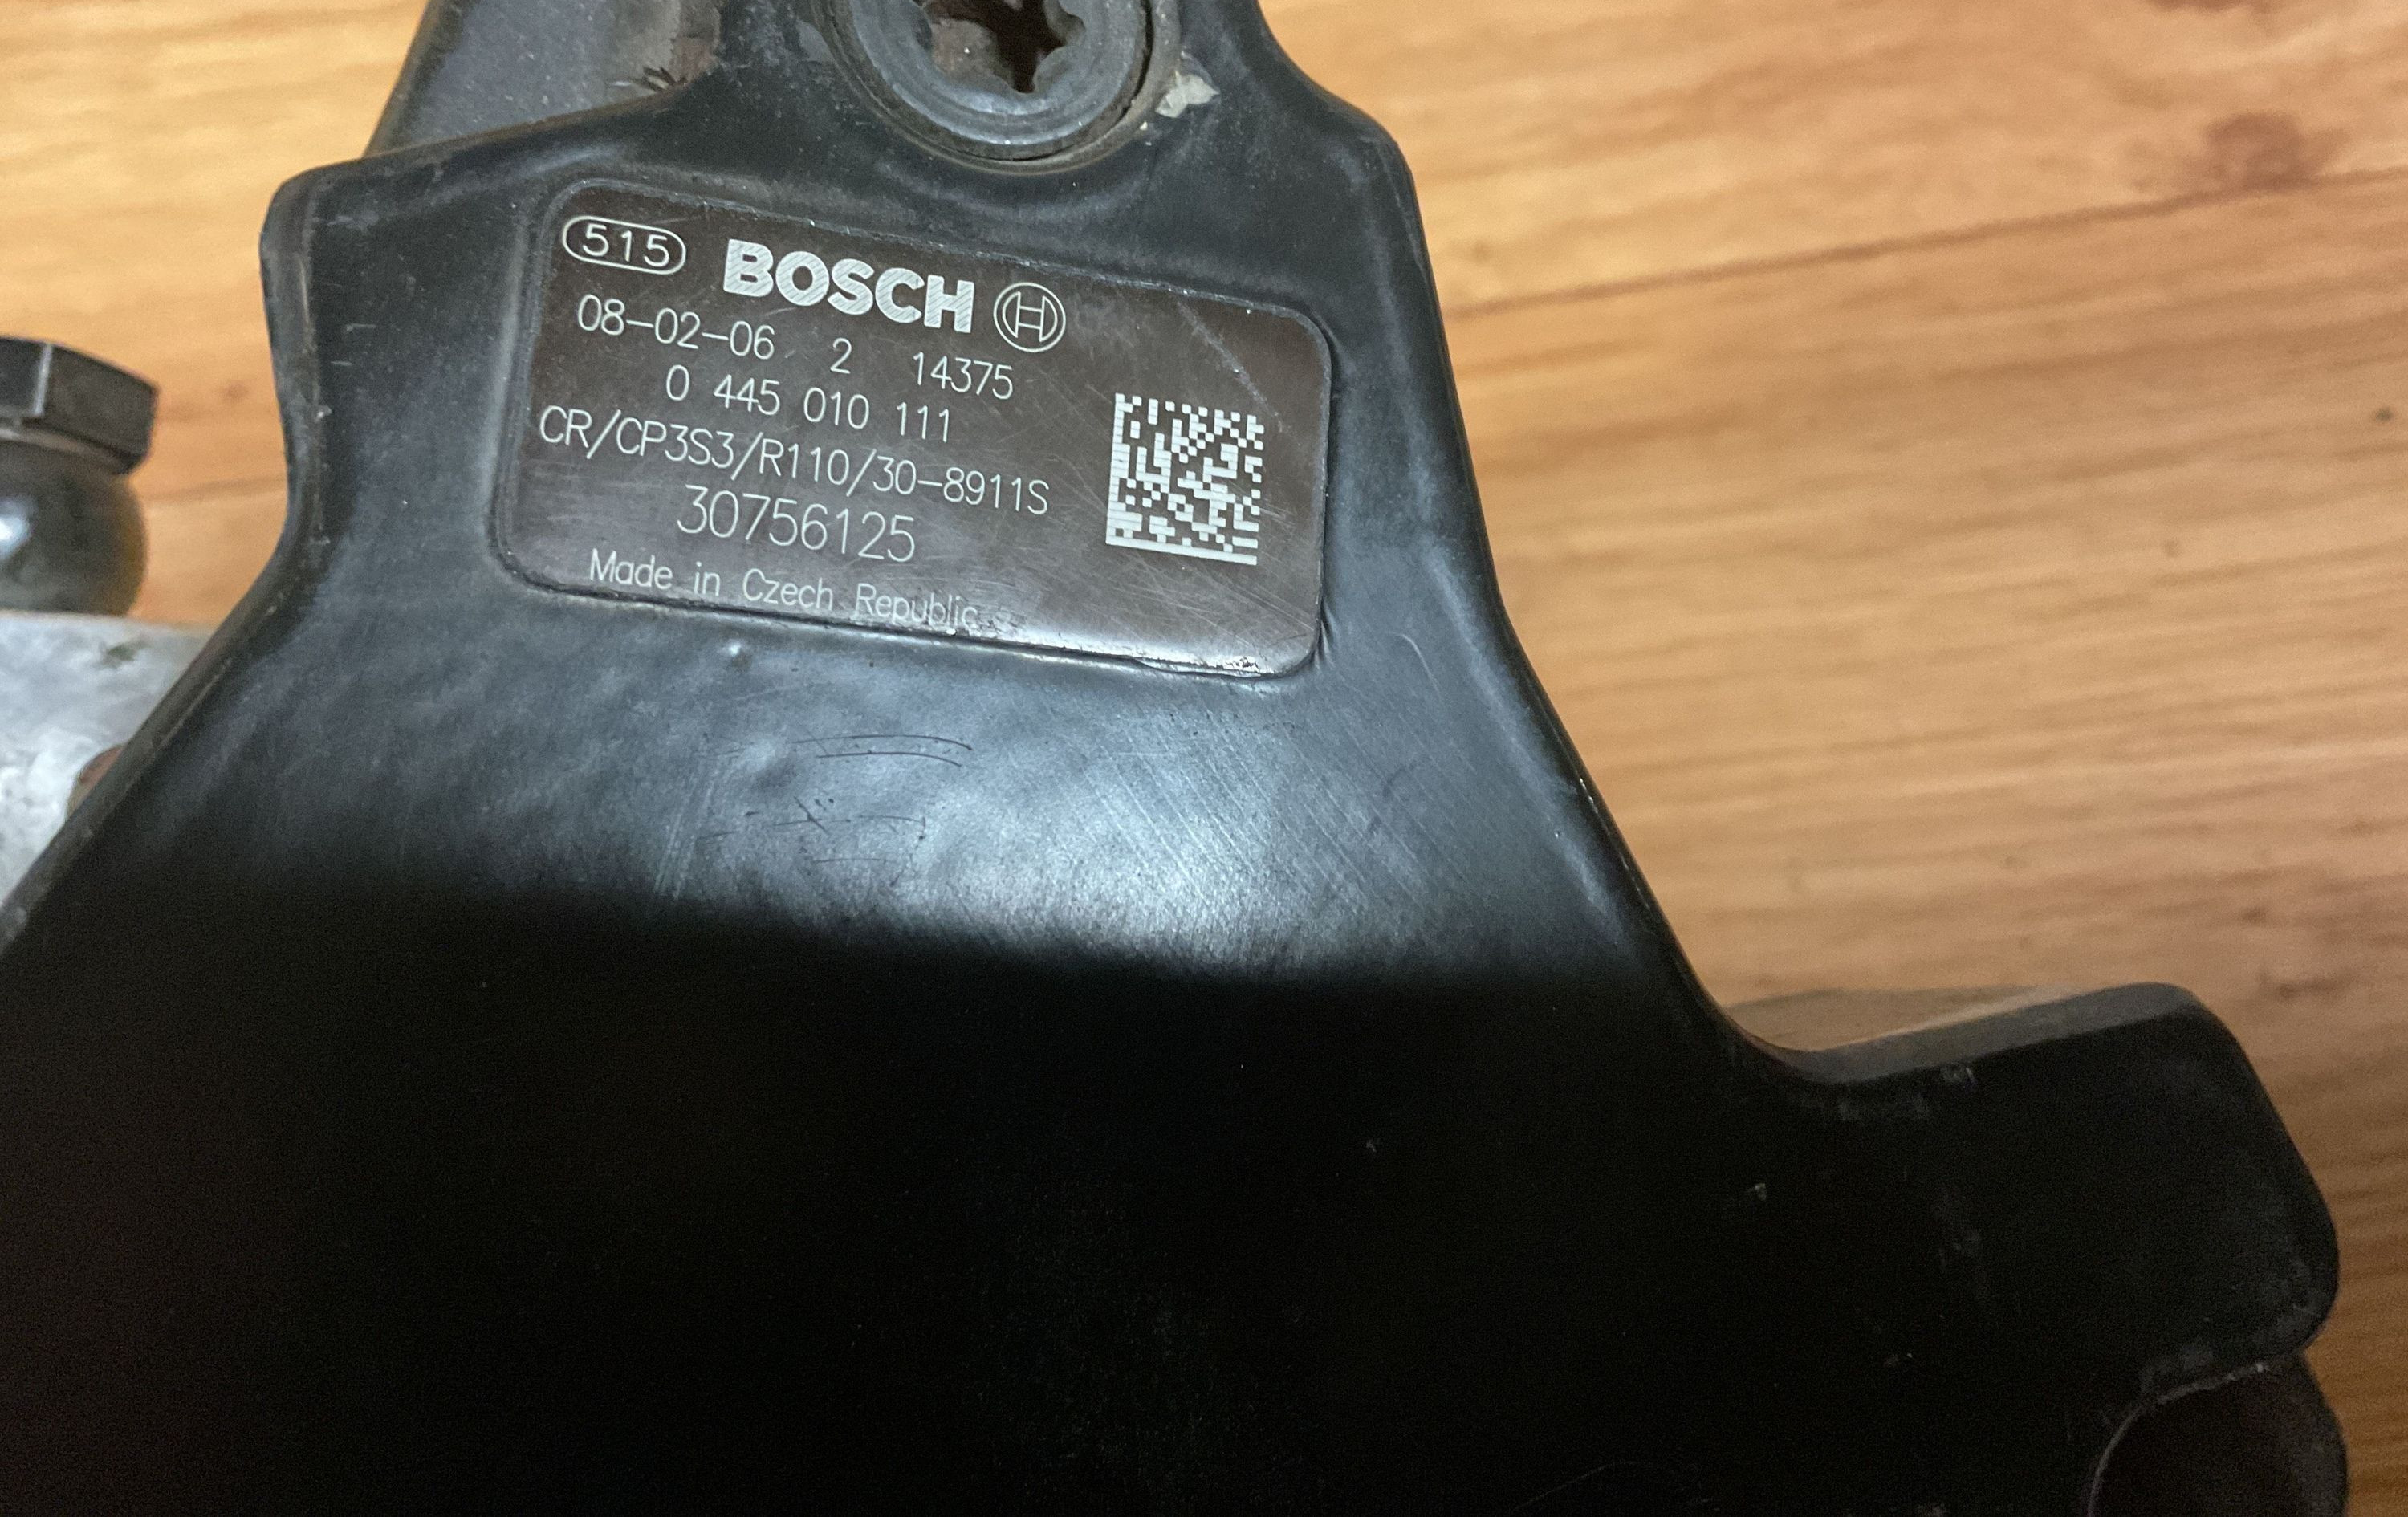 515 BOSCH
08-02-06 2 14375
0 445 010 111
CR/CP3S3/R110/30-8911S
30756125
Made in Czech Republic